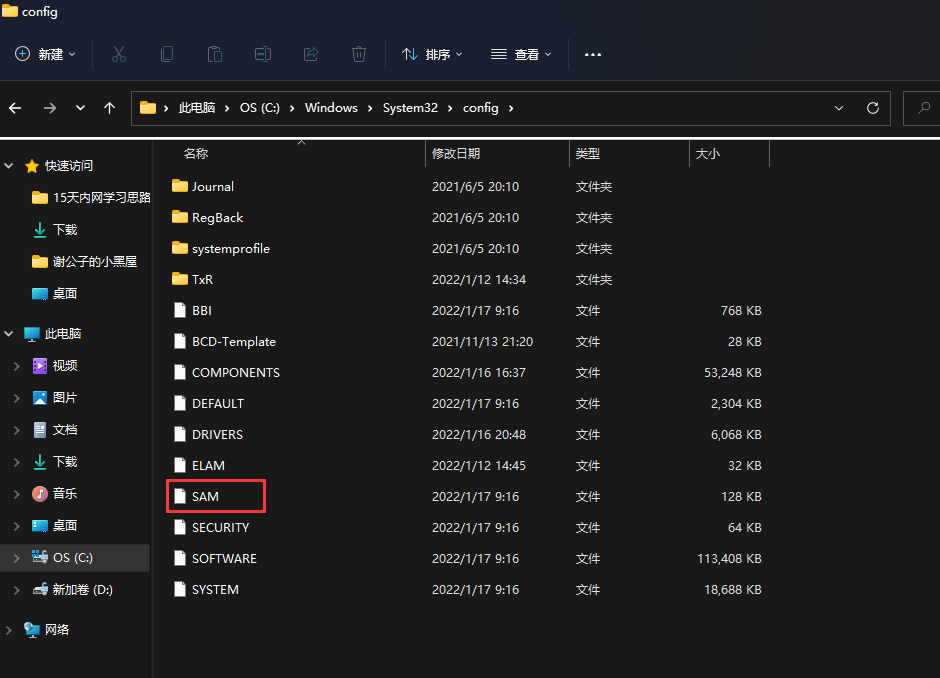 config
新建
排序
查看
此电脑 > OS (C:) > Windows > System32 > config >
名称 修改日期 类型 大小
快速访问
15天内网学习思路
下载
谢公子的小黑屋
桌面
此电脑
视频
图片
文档
下载
音乐
桌面
OS (C:)
新加卷 (D:)
网络
Journal 2021/6/5 20:10 文件夹
RegBack 2021/6/5 20:10 文件夹
systemprofile 2021/6/5 20:10 文件夹
TxR 2022/1/12 14:34 文件夹
BBI 2022/1/17 9:16 文件 768 KB
BCD-Template 2021/11/13 21:20 文件 28 KB
COMPONENTS 2022/1/16 16:37 文件 53,248 KB
DEFAULT 2022/1/17 9:16 文件 2,304 KB
DRIVERS 2022/1/16 20:48 文件 6,068 KB
ELAM 2022/1/12 14:45 文件 32 KB
SAM 2022/1/17 9:16 文件 128 KB
SECURITY 2022/1/17 9:16 文件 64 KB
SOFTWARE 2022/1/17 9:16 文件 113,408 KB
SYSTEM 2022/1/17 9:16 文件 18,688 KB